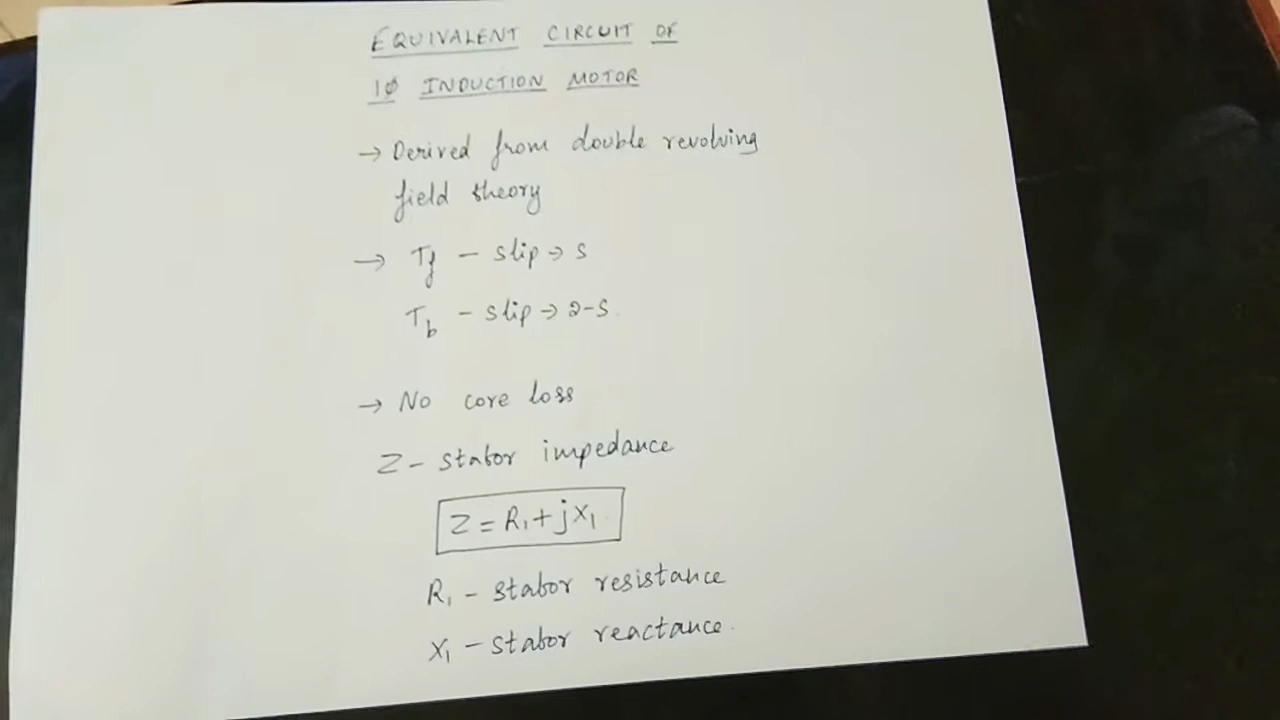 EQUIVALENT CIRCUIT OF
1Φ INDUCTION MOTOR
→ Derived from double revolving
field theory
→ Tf - slip → s
Tb - slip → 2-s.
→ No core loss
Z - stator impedance
Z = R1 + jX1
R1 - stator resistance
X1 - stator reactance.